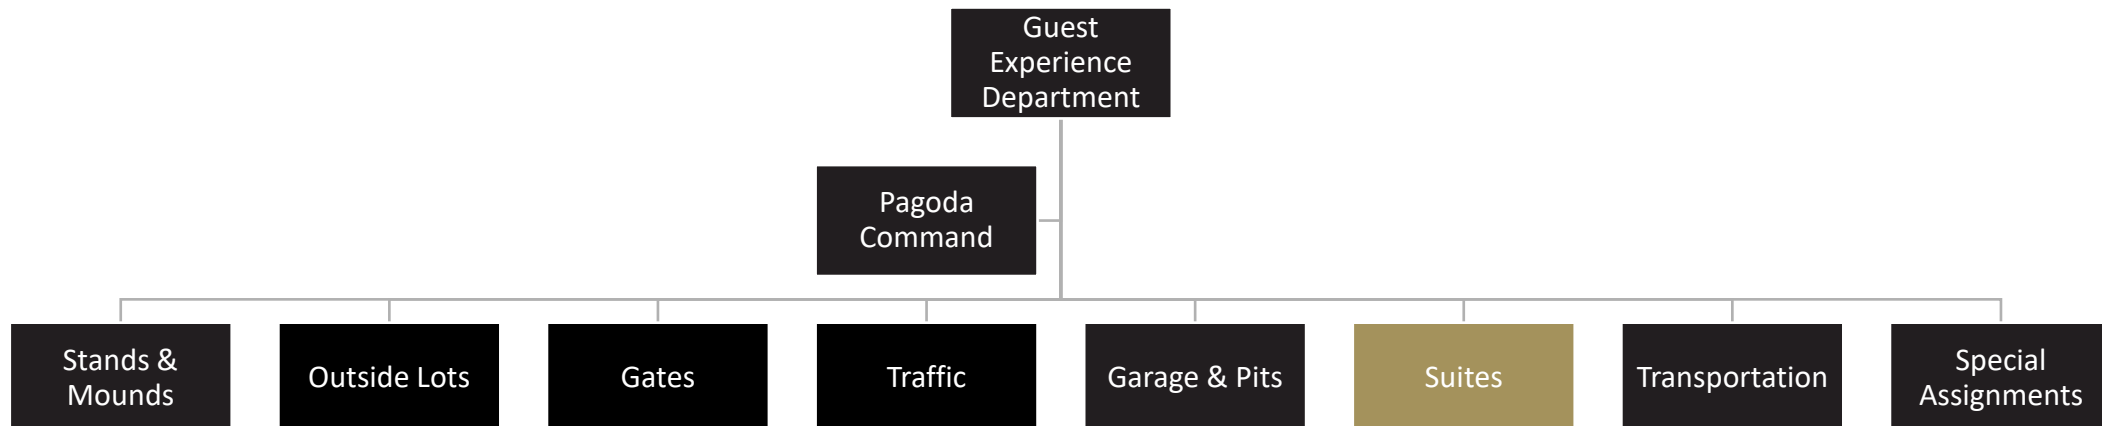 Guest
Experience
Department
Pagoda
Command
Stands &
Mounds
Outside Lots
Gates
Traffic
Garage & Pits
Suites
Transportation
Special
Assignments